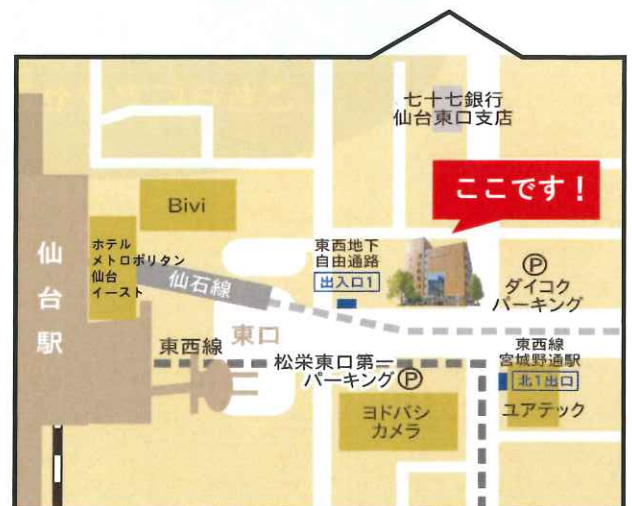 七十七銀行
仙台東口支店
ここです！
Bivi
仙台駅
ホテル
メトロポリタン
仙台
イースト
仙石線
東西地下
自由通路
出入口1
Ⓟ
ダイコク
パーキング
東口
東西線
松栄東口第一
パーキングⓅ
東西線
宮城野通駅
北1出口
ヨドバシ
カメラ
ユアテック